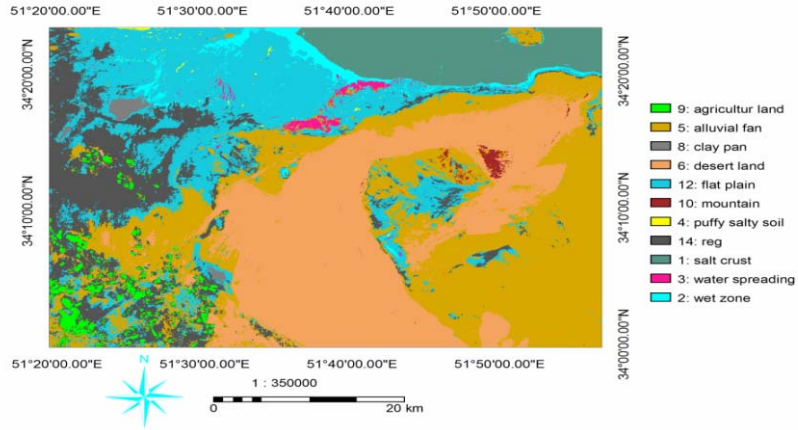 51°20'00.00"E 51°30'00.00"E 51°40'00.00"E 51°50'00.00"E
34°20'00.00"N
34°10'00.00"N
34°20'00.00"N
34°10'00.00"N
34°00'00.00"N
9: agricultur land
5: alluvial fan
8: clay pan
6: desert land
12: flat plain
10: mountain
4: puffy salty soil
14: reg
1: salt crust
3: water spreading
2: wet zone
51°20'00.00"E 51°30'00.00"E 51°40'00.00"E 51°50'00.00"E
N
1 : 350000
0 20 km